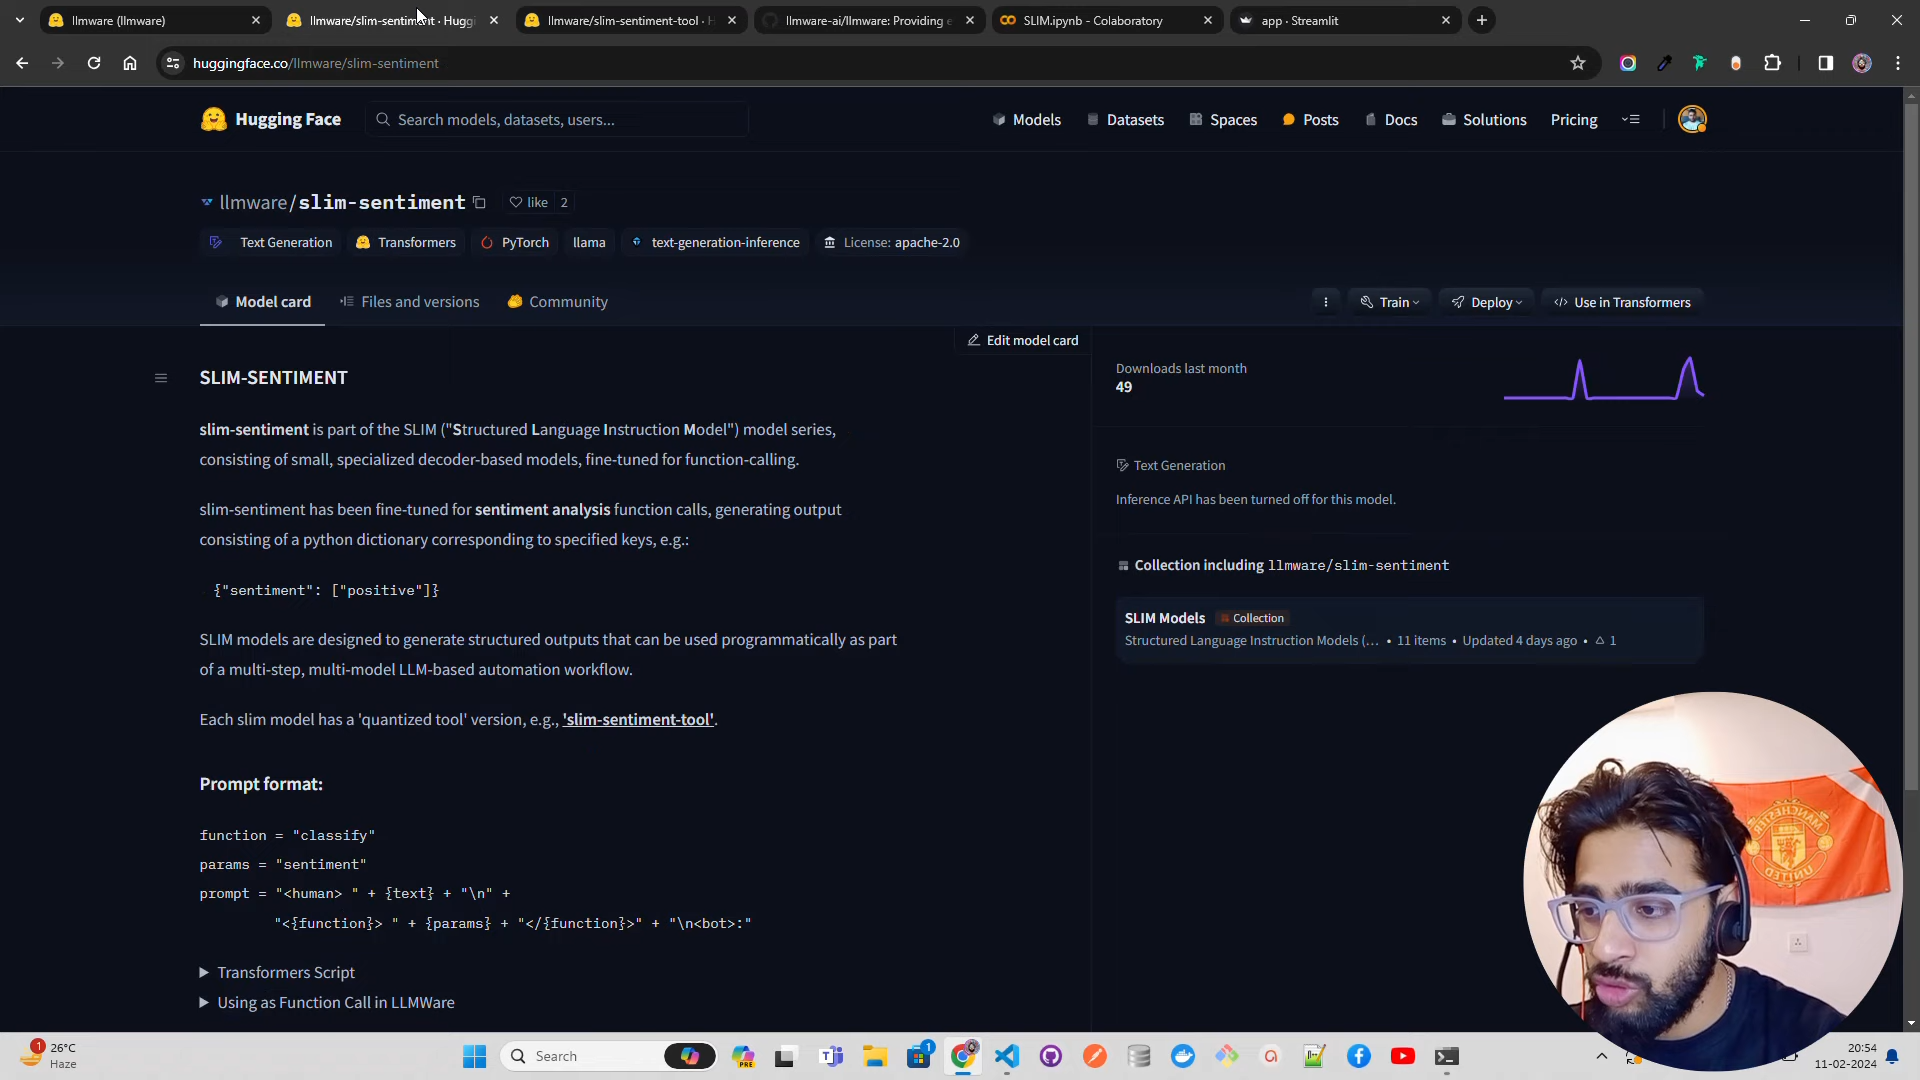 llmware (llmware)
llmware/slim-sentiment · Huggi
llmware/slim-sentiment-tool · H
llmware-ai/llmware: Providing e
SLIM.ipynb - Colaboratory
app · Streamlit
huggingface.co/llmware/slim-sentiment
Hugging Face
Search models, datasets, users...
Models
Datasets
Spaces
Posts
Docs
Solutions
Pricing
llmware/slim-sentiment
like 2
Text Generation
Transformers
PyTorch
llama
text-generation-inference
License: apache-2.0
Model card
Files and versions
Community
Train
Deploy
Use in Transformers
Edit model card
SLIM-SENTIMENT
slim-sentiment is part of the SLIM ("Structured Language Instruction Model") model series,
consisting of small, specialized decoder-based models, fine-tuned for function-calling.
slim-sentiment has been fine-tuned for sentiment analysis function calls, generating output
consisting of a python dictionary corresponding to specified keys, e.g.:
{"sentiment": ["positive"]}
SLIM models are designed to generate structured outputs that can be used programmatically as part
of a multi-step, multi-model LLM-based automation workflow.
Each slim model has a 'quantized tool' version, e.g., 'slim-sentiment-tool'.
Prompt format:
function = "classify"
params = "sentiment"
prompt = "<human> " + {text} + "\n" +
"<{function}> " + {params} + "</{function}>" + "\n<bot>:"
Transformers Script
Using as Function Call in LLMWare
Downloads last month
49
Text Generation
Inference API has been turned off for this model.
Collection including llmware/slim-sentiment
SLIM Models Collection
Structured Language Instruction Models (... • 11 items • Updated 4 days ago • 1
MANCHESTER
UNITED
1
26°C
Haze
Search
PRE
1
20:54
11-02-2024